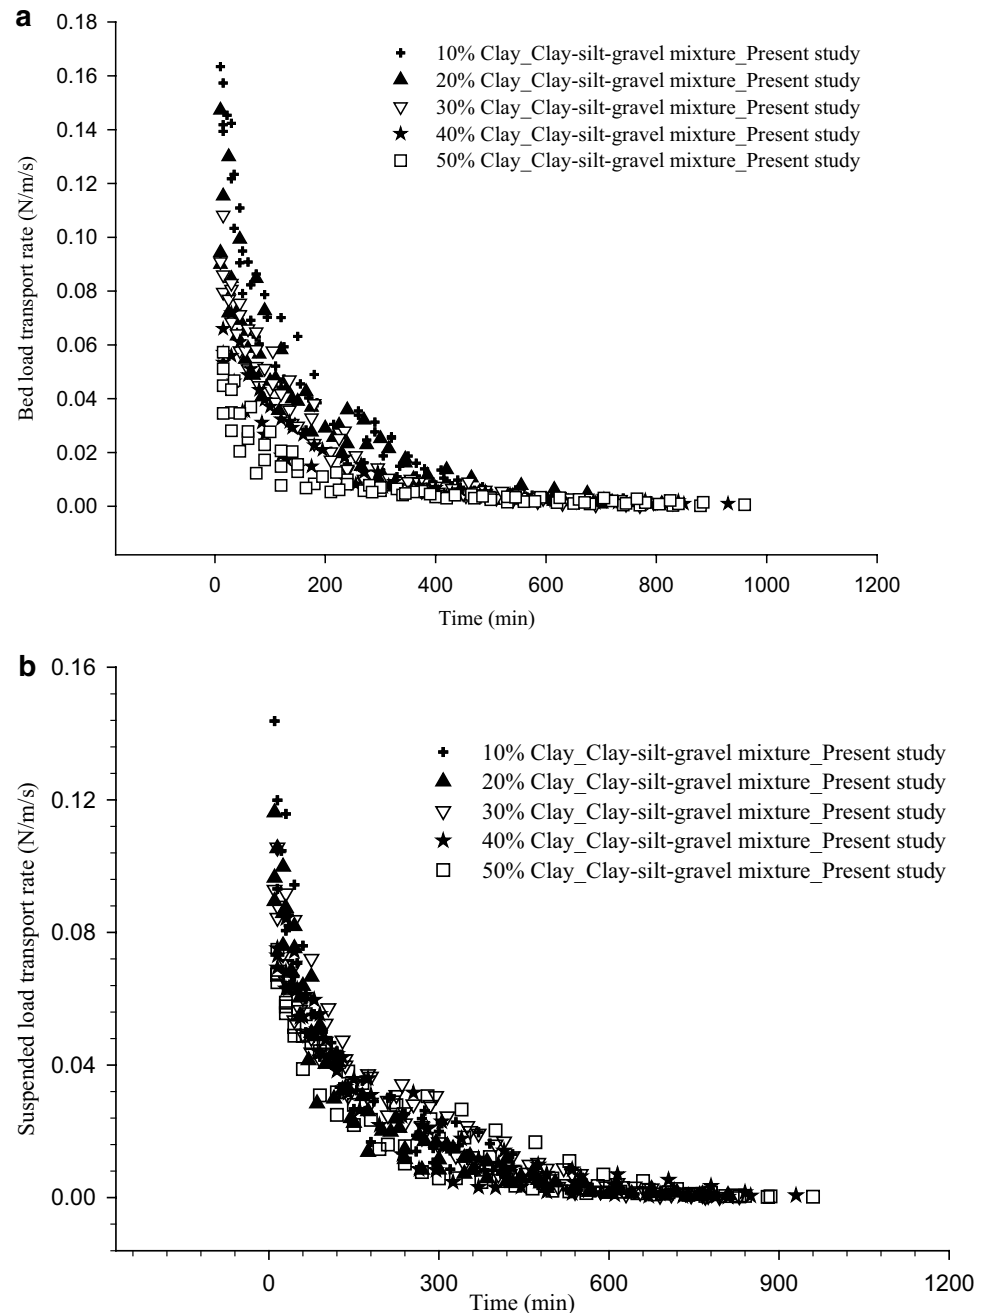 a
0.18
0.16
0.14
0.12
0.10
0.08
0.06
0.04
0.02
0.00
Bed load transport rate (N/m/s)
10% Clay_Clay-silt-gravel mixture_Present study
20% Clay_Clay-silt-gravel mixture_Present study
30% Clay_Clay-silt-gravel mixture_Present study
40% Clay_Clay-silt-gravel mixture_Present study
50% Clay_Clay-silt-gravel mixture_Present study
0 200 400 600 800 1000 1200
Time (min)
b
0.16
0.12
0.08
0.04
0.00
Suspended load transport rate (N/m/s)
10% Clay_Clay-silt-gravel mixture_Present study
20% Clay_Clay-silt-gravel mixture_Present study
30% Clay_Clay-silt-gravel mixture_Present study
40% Clay_Clay-silt-gravel mixture_Present study
50% Clay_Clay-silt-gravel mixture_Present study
0 300 600 900 1200
Time (min)